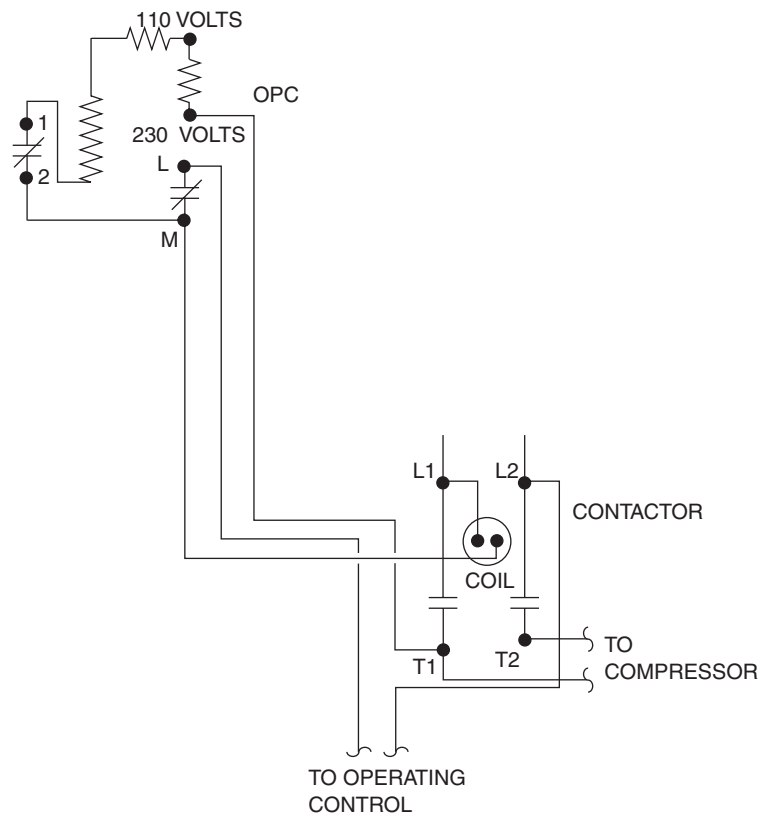 110 VOLTS
OPC
1
230 VOLTS
L
2
M
L1
L2
CONTACTOR
COIL
T1
T2
TO
COMPRESSOR
TO OPERATING
CONTROL